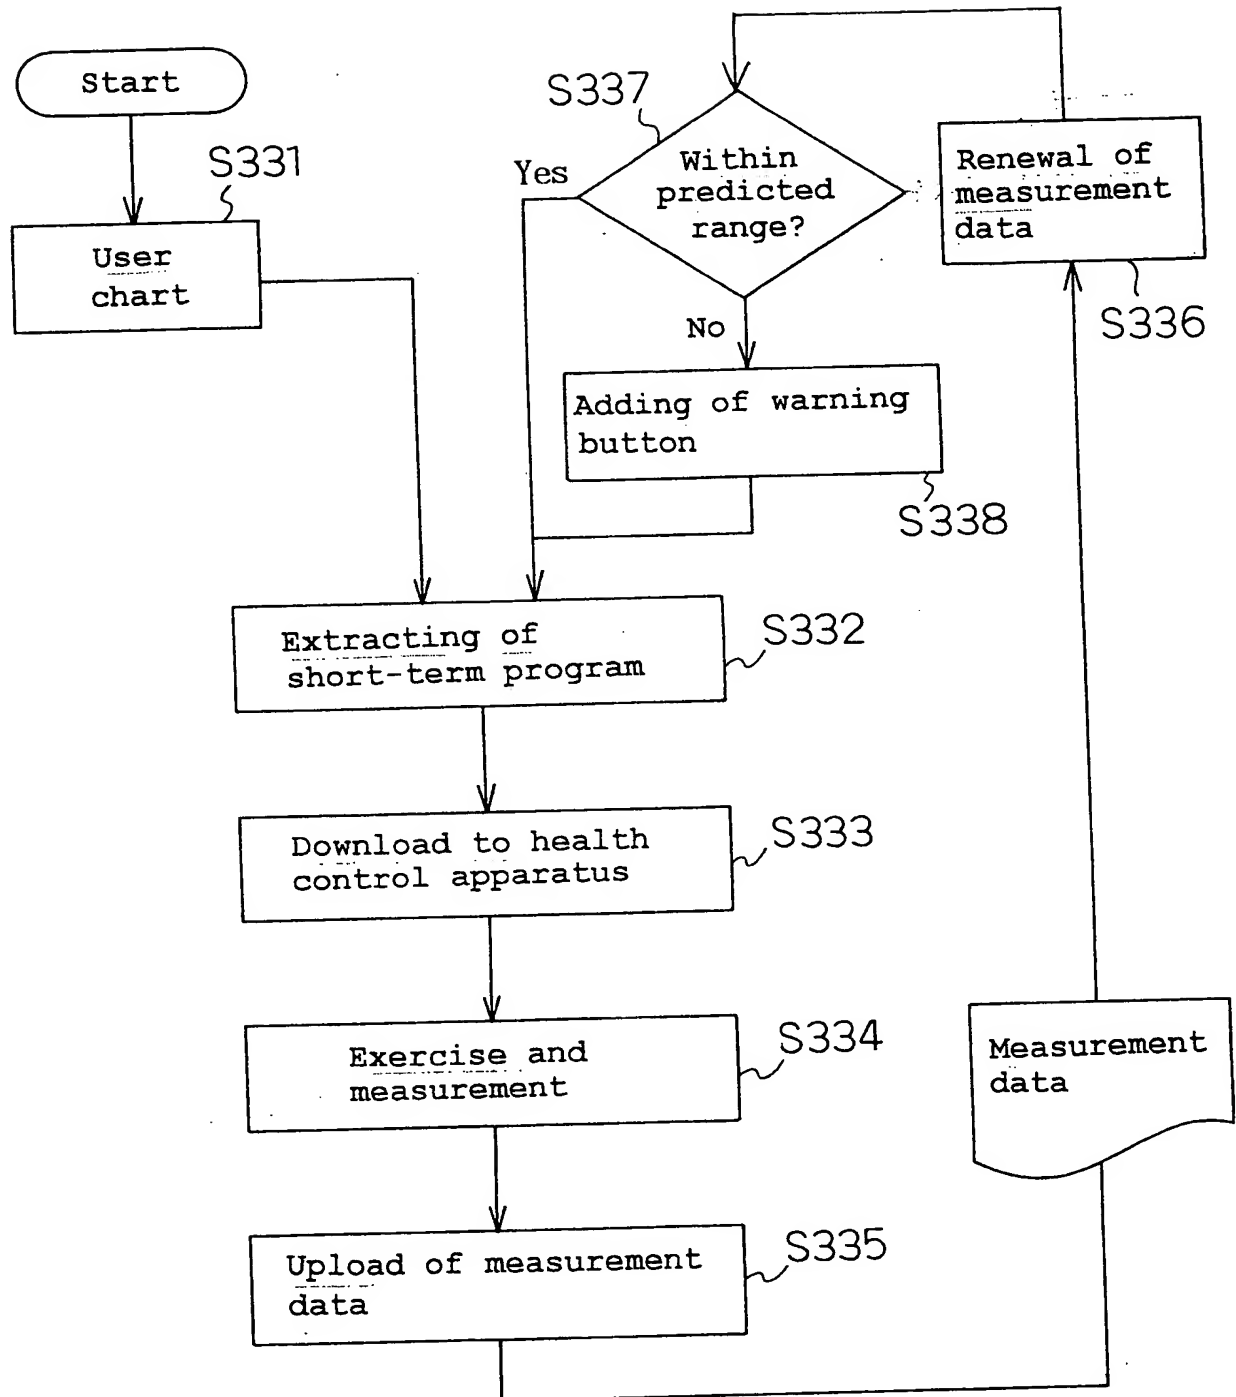 Start
S331
User
chart
S337
Within
predicted
range?
Yes
No
Renewal of
measurement
data
S336
Adding of warning
button
S338
Extracting of
short-term program
S332
Download to health
control apparatus
S333
Exercise and
measurement
S334
Measurement
data
Upload of measurement
data
S335